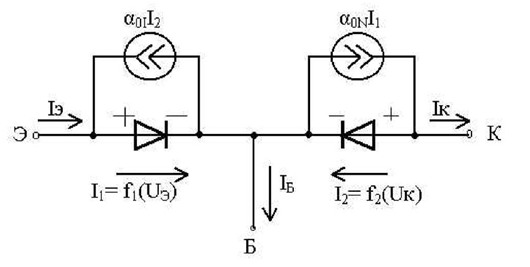 α0II2 α0NI1
Iэ + − − + Iк
Э К
I1= f1(UЭ) IБ I2= f2(Uк)
Б